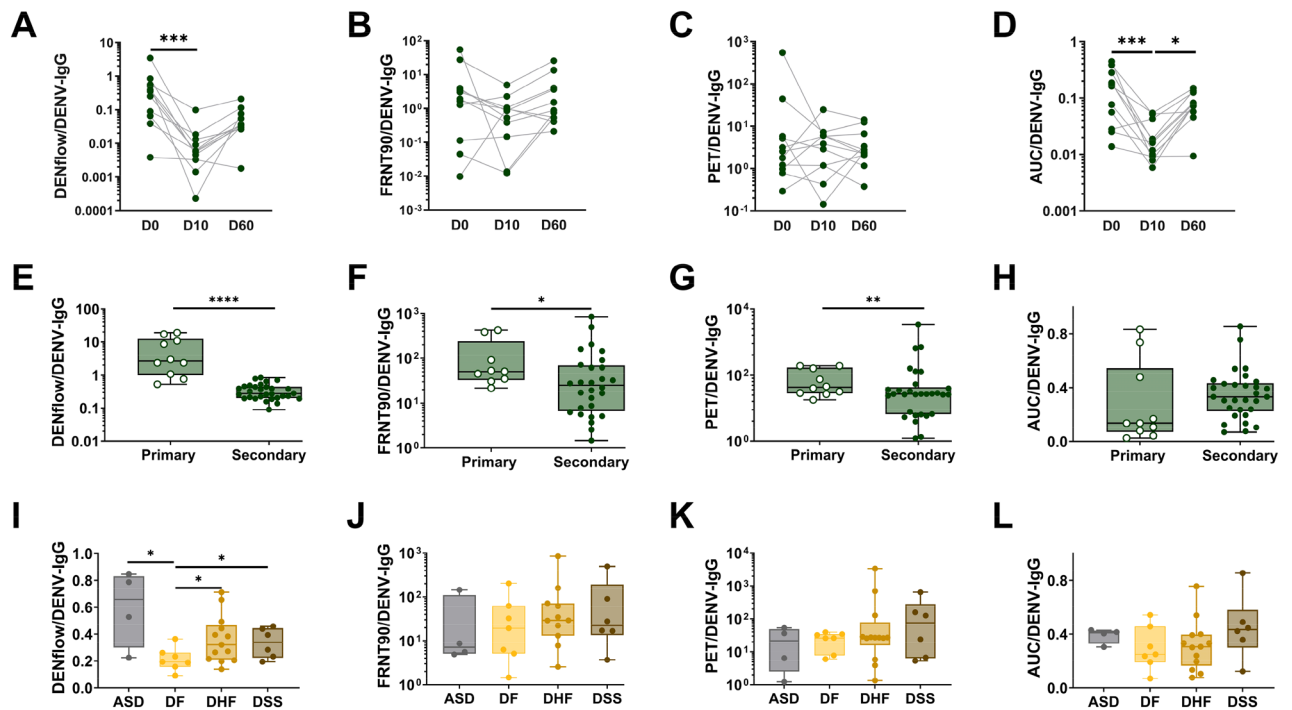 A
DENflow/DENV-IgG
10
1
0.1
0.01
0.001
0.0001
***
D0 D10 D60
B
FRNT90/DENV-IgG
10²
10¹
10⁰
10⁻¹
10⁻²
10⁻³
D0 D10 D60
C
PET/DENV-IgG
10³
10²
10¹
10⁰
10⁻¹
D0 D10 D60
D
AUC/DENV-IgG
1
0.1
0.01
0.001
*** *
D0 D10 D60
E
DENflow/DENV-IgG
100
10
1
0.1
0.01
****
Primary Secondary
F
FRNT90/DENV-IgG
10³
10²
10¹
10⁰
*
Primary Secondary
G
PET/DENV-IgG
10⁴
10²
10⁰
**
Primary Secondary
H
AUC/DENV-IgG
0.8
0.4
0.0
Primary Secondary
I
DENflow/DENV-IgG
1.0
0.8
0.6
0.4
0.2
0.0
* *
*
ASD DF DHF DSS
J
FRNT90/DENV-IgG
10³
10²
10¹
10⁰
ASD DF DHF DSS
K
PET/DENV-IgG
10⁴
10³
10²
10¹
10⁰
ASD DF DHF DSS
L
AUC/DENV-IgG
0.8
0.4
0.0
ASD DF DHF DSS